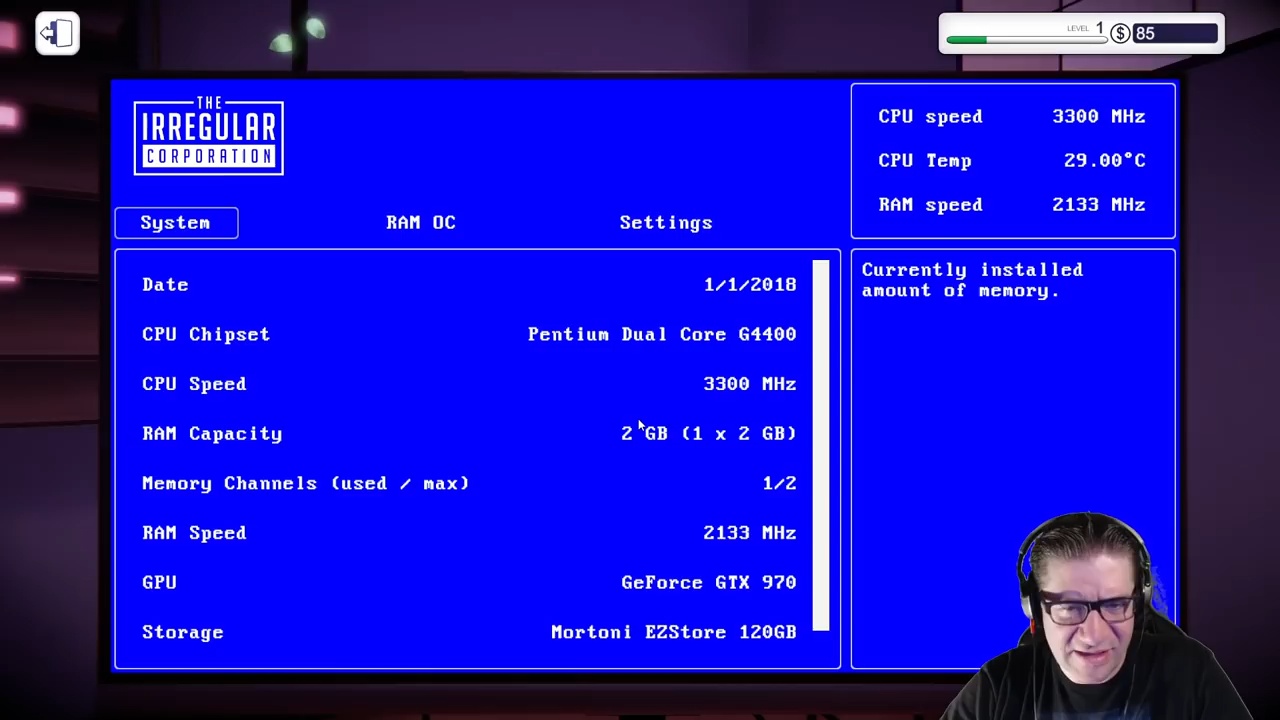 LEVEL 1
$ 85
THE
IRREGULAR
CORPORATION
CPU speed 3300 MHz
CPU Temp 29.00°C
RAM speed 2133 MHz
System RAM OC Settings
Date 1/1/2018
CPU Chipset Pentium Dual Core G4400
CPU Speed 3300 MHz
RAM Capacity 2 GB (1 x 2 GB)
Memory Channels (used / max) 1/2
RAM Speed 2133 MHz
GPU GeForce GTX 970
Storage Mortoni EZStore 120GB
Currently installed
amount of memory.